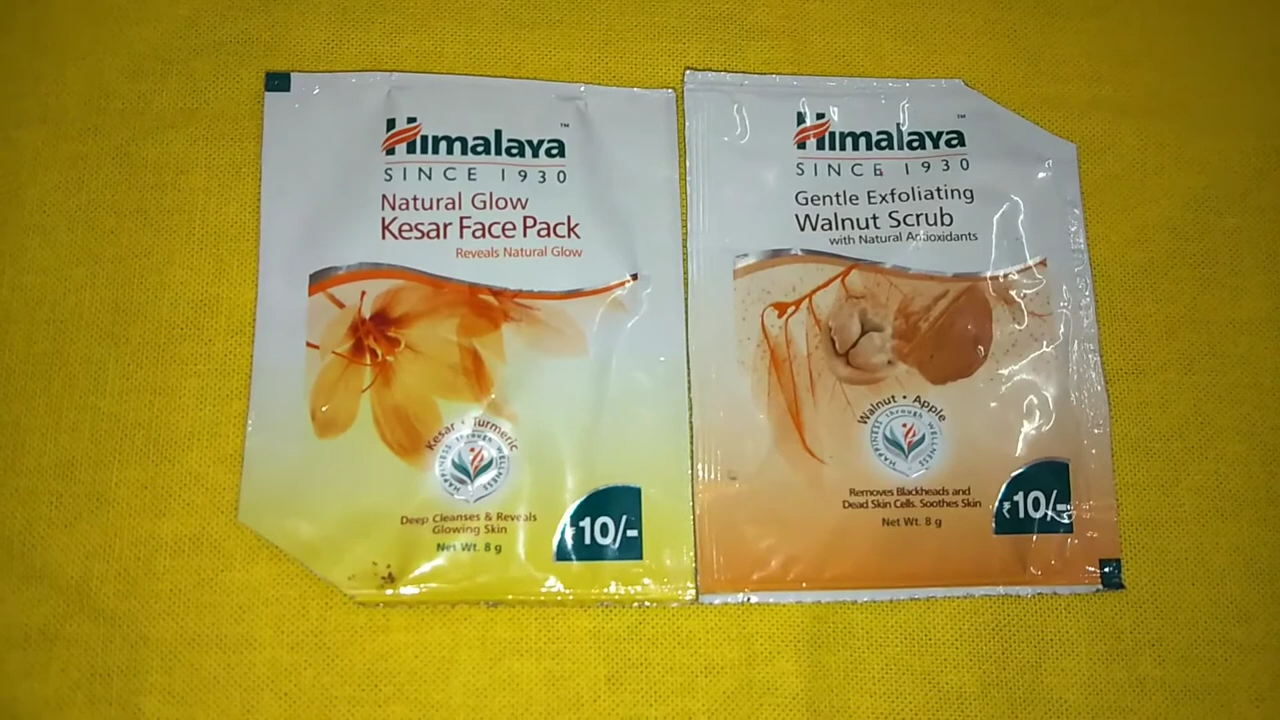 Himalaya™
SINCE 1930
Natural Glow
Kesar Face Pack
Reveals Natural Glow
Kesar • Turmeric
HAPPINESS through WELLNESS
Deep Cleanses & Reveals
Glowing Skin
Net Wt. 8 g
₹10/-
Himalaya™
SINCE 1930
Gentle Exfoliating
Walnut Scrub
with Natural Antioxidants
Walnut • Apple
HAPPINESS through WELLNESS
Removes Blackheads and
Dead Skin Cells. Soothes Skin
Net Wt. 8 g
₹10/-